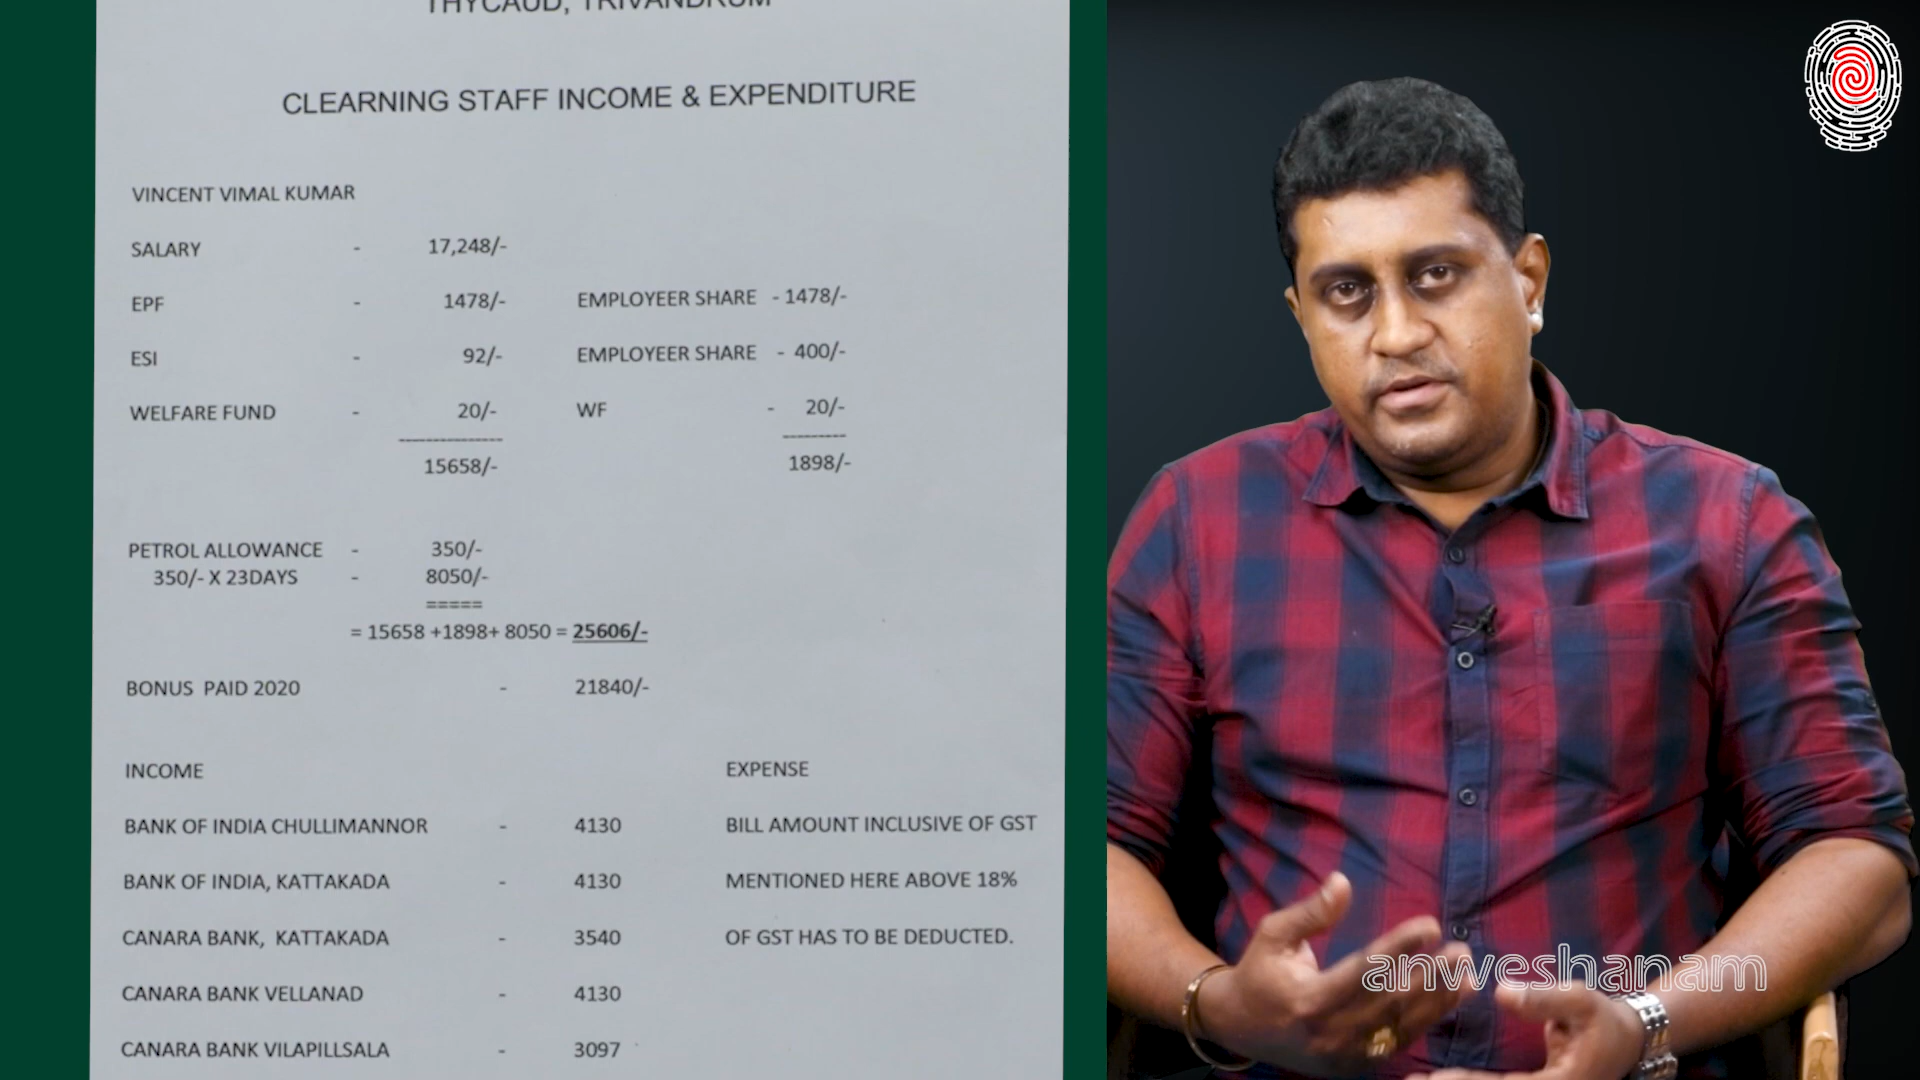 THYCAUD, TRIVANDRUM
CLEARNING STAFF INCOME & EXPENDITURE
VINCENT VIMAL KUMAR
SALARY - 17,248/-
EPF - 1478/- EMPLOYEER SHARE - 1478/-
ESI - 92/- EMPLOYEER SHARE - 400/-
WELFARE FUND - 20/- WF - 20/-
--------------- ---------
15658/- 1898/-
PETROL ALLOWANCE - 350/-
350/- X 23DAYS - 8050/-
=====
= 15658 +1898+ 8050 = 25606/-
BONUS PAID 2020 - 21840/-
INCOME EXPENSE
BANK OF INDIA CHULLIMANNOR - 4130 BILL AMOUNT INCLUSIVE OF GST
BANK OF INDIA, KATTAKADA - 4130 MENTIONED HERE ABOVE 18%
CANARA BANK, KATTAKADA - 3540 OF GST HAS TO BE DEDUCTED.
CANARA BANK VELLANAD - 4130
CANARA BANK VILAPILLSALA - 3097
anweshanam